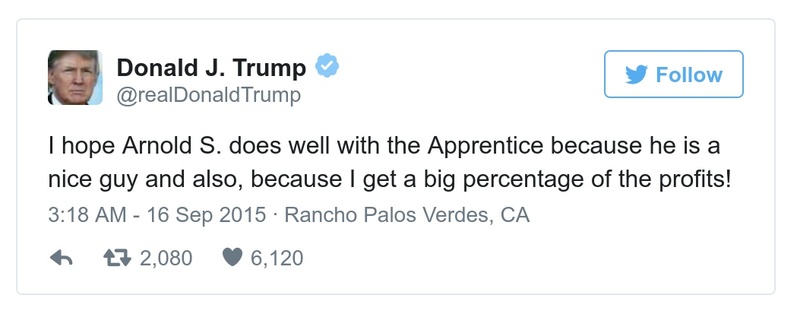 Donald J. Trump
@realDonaldTrump
Follow
I hope Arnold S. does well with the Apprentice because he is a
nice guy and also, because I get a big percentage of the profits!
3:18 AM - 16 Sep 2015 · Rancho Palos Verdes, CA
2,080 6,120